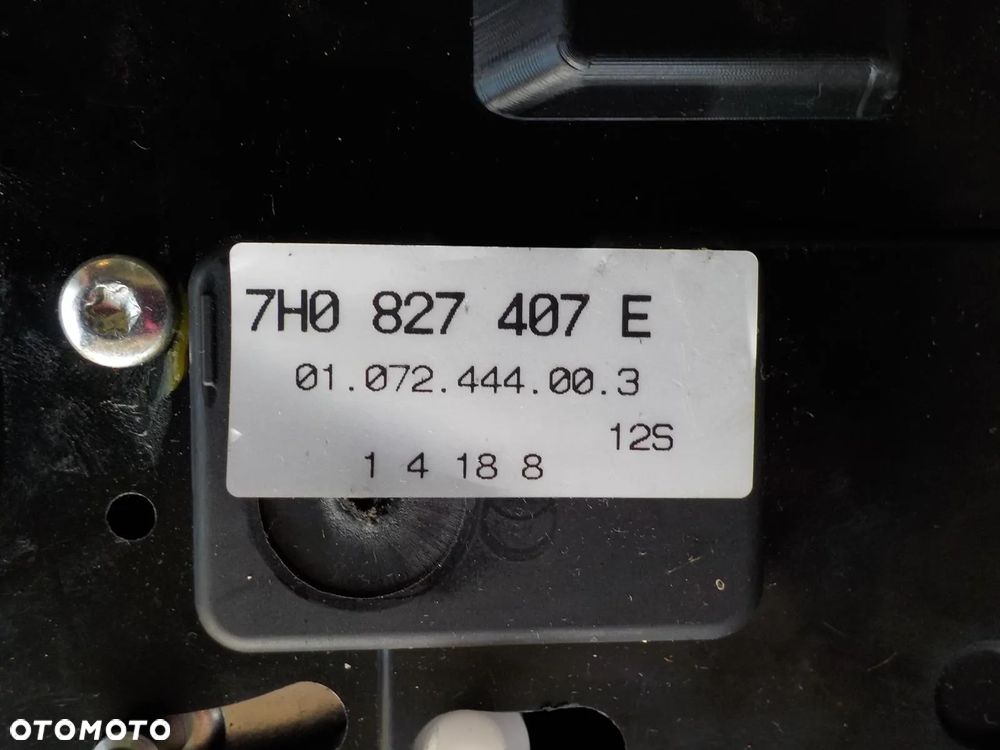 7H0 827 407 E
01.072.444.00.3
12S
1 4 18 8
OTOMOTO